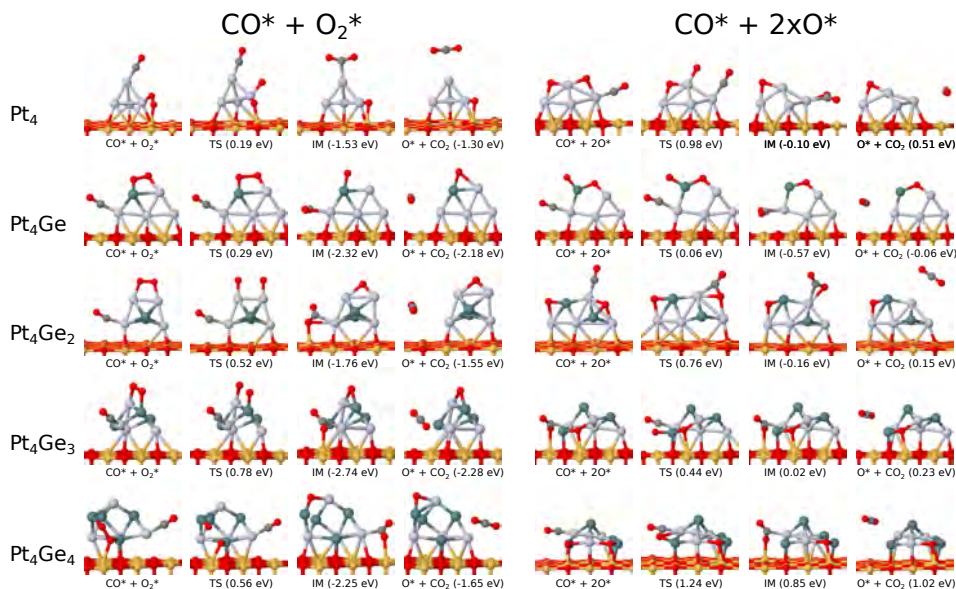 CO* + O₂*
CO* + 2xO*
Pt₄
CO* + O₂*
TS (0.19 eV)
IM (-1.53 eV)
O* + CO₂ (-1.30 eV)
CO* + 2O*
TS (0.98 eV)
IM (-0.10 eV)
O* + CO₂ (0.51 eV)
Pt₄Ge
CO* + O₂*
TS (0.29 eV)
IM (-2.32 eV)
O* + CO₂ (-2.18 eV)
CO* + 2O*
TS (0.06 eV)
IM (-0.57 eV)
O* + CO₂ (-0.06 eV)
Pt₄Ge₂
CO* + O₂*
TS (0.52 eV)
IM (-1.76 eV)
O* + CO₂ (-1.55 eV)
CO* + 2O*
TS (0.76 eV)
IM (-0.16 eV)
O* + CO₂ (0.15 eV)
Pt₄Ge₃
CO* + O₂*
TS (0.78 eV)
IM (-2.74 eV)
O* + CO₂ (-2.28 eV)
CO* + 2O*
TS (0.44 eV)
IM (0.02 eV)
O* + CO₂ (0.23 eV)
Pt₄Ge₄
CO* + O₂*
TS (0.56 eV)
IM (-2.25 eV)
O* + CO₂ (-1.65 eV)
CO* + 2O*
TS (1.24 eV)
IM (0.85 eV)
O* + CO₂ (1.02 eV)